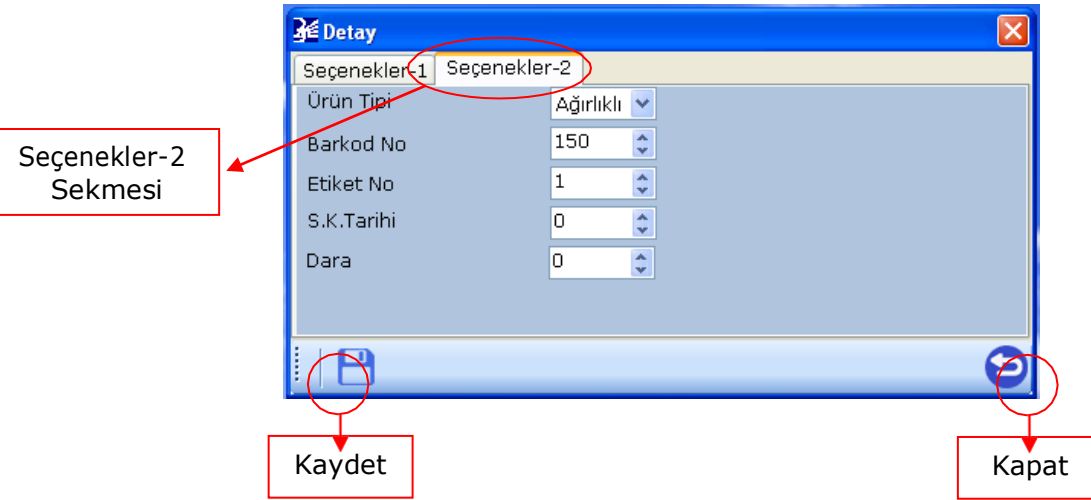 Detay
Seçenekler-1 Seçenekler-2
Ürün Tipi Ağırlıklı
Barkod No 150
Etiket No 1
S.K.Tarihi 0
Dara 0
Seçenekler-2
Sekmesi
Kaydet
Kapat